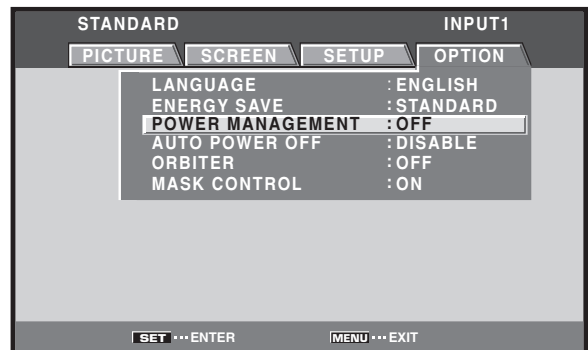 STANDARD INPUT1
PICTURE SCREEN SETUP OPTION
LANGUAGE :ENGLISH
ENERGY SAVE :STANDARD
POWER MANAGEMENT :OFF
AUTO POWER OFF :DISABLE
ORBITER :OFF
MASK CONTROL :ON
SET ··· ENTER MENU ··· EXIT